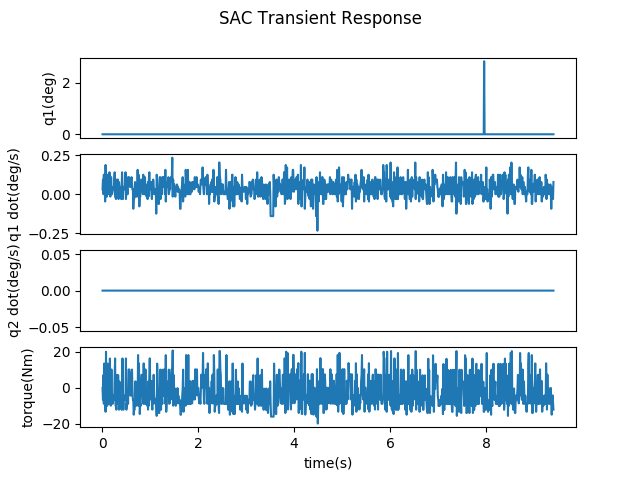 SAC Transient Response
q1(deg)
2
0
q1 dot(deg/s)
0.25
0.00
−0.25
q2 dot(deg/s)
0.05
0.00
−0.05
torque(Nm)
20
0
−20
0 2 4 6 8
time(s)